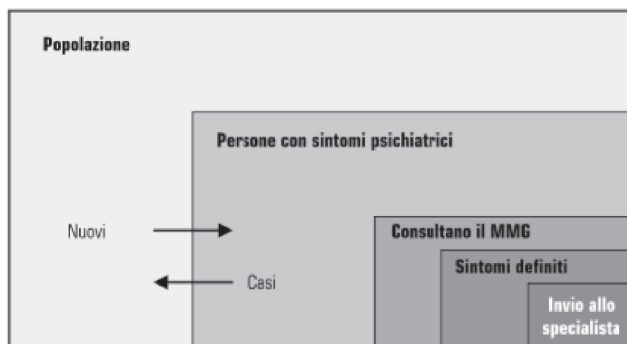 Popolazione
Persone con sintomi psichiatrici
Nuovi
Consultano il MMG
Sintomi definiti
Casi
Invio allo
specialista